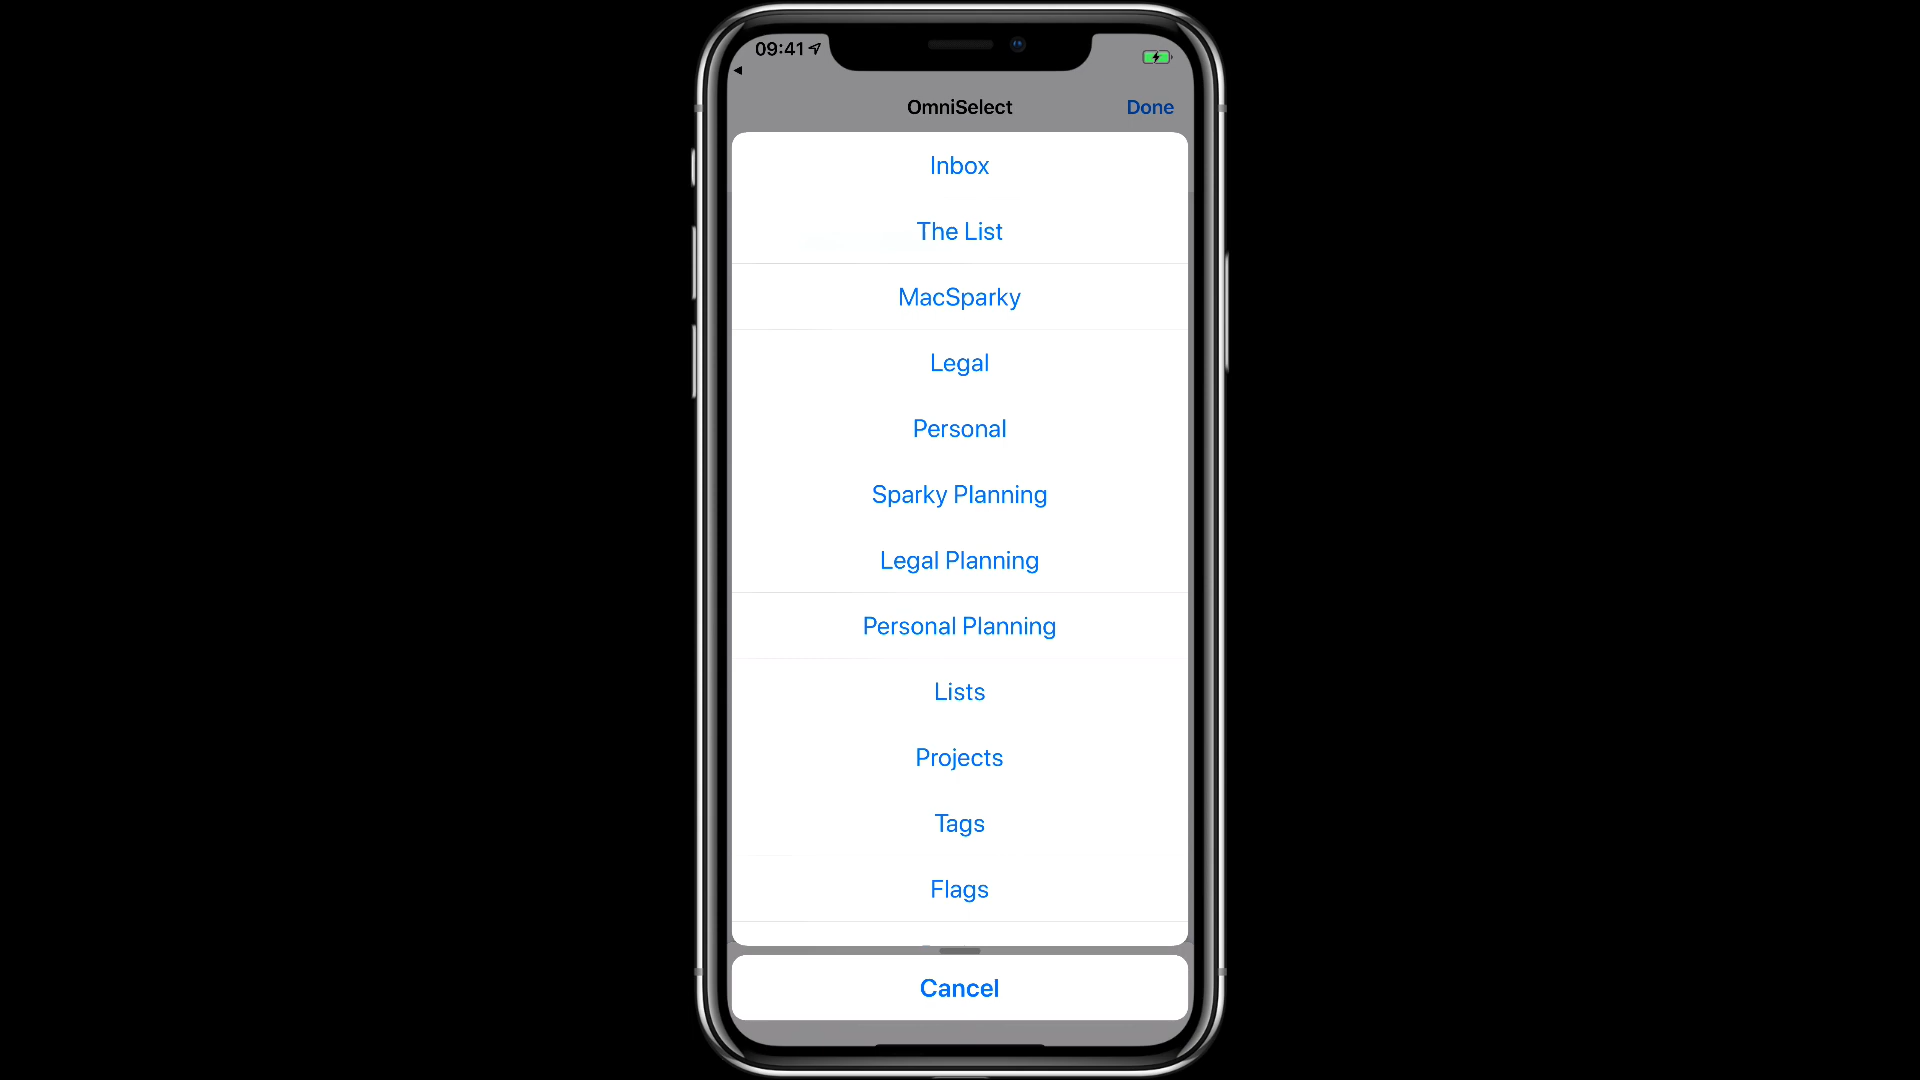 09:41
OmniSelect
Done
Inbox
The List
MacSparky
Legal
Personal
Sparky Planning
Legal Planning
Personal Planning
Lists
Projects
Tags
Flags
Cancel